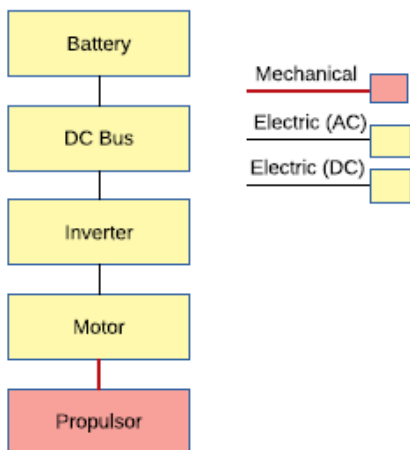 Battery
DC Bus
Inverter
Motor
Propulsor
Mechanical
Electric (AC)
Electric (DC)